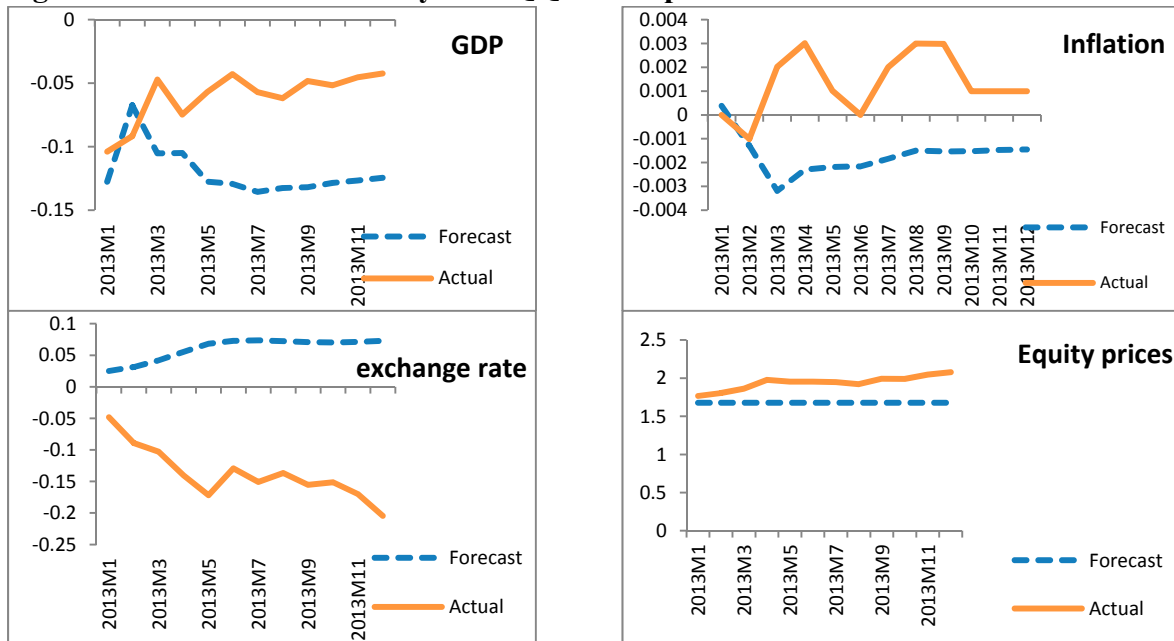 GDP
0
-0.05
-0.1
-0.15
2013M1
2013M3
2013M5
2013M7
2013M9
2013M11
Forecast
Actual
Inflation
0.004
0.003
0.002
0.001
0
-0.001
-0.002
-0.003
-0.004
2013M1
2013M2
2013M3
2013M4
2013M5
2013M6
2013M7
2013M8
2013M9
2013M10
2013M11
2013M12
Forecast
Actual
exchange rate
0.1
0.05
0
-0.05
-0.1
-0.15
-0.2
-0.25
2013M1
2013M3
2013M5
2013M7
2013M9
2013M11
Forecast
Actual
Equity prices
2.5
2
1.5
1
0.5
0
2013M1
2013M3
2013M5
2013M7
2013M9
2013M11
Forecast
Actual